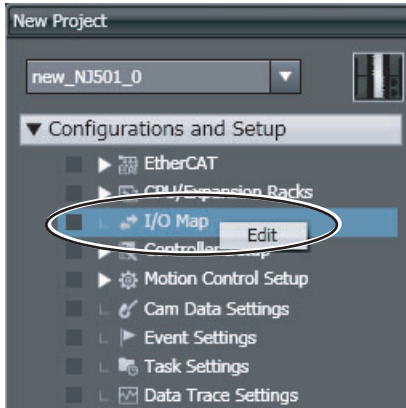 New Project
new_NJ501_0
Configurations and Setup
EtherCAT
CPU/Expansion Racks
I/O Map
Edit
Controller Setup
Motion Control Setup
Cam Data Settings
Event Settings
Task Settings
Data Trace Settings